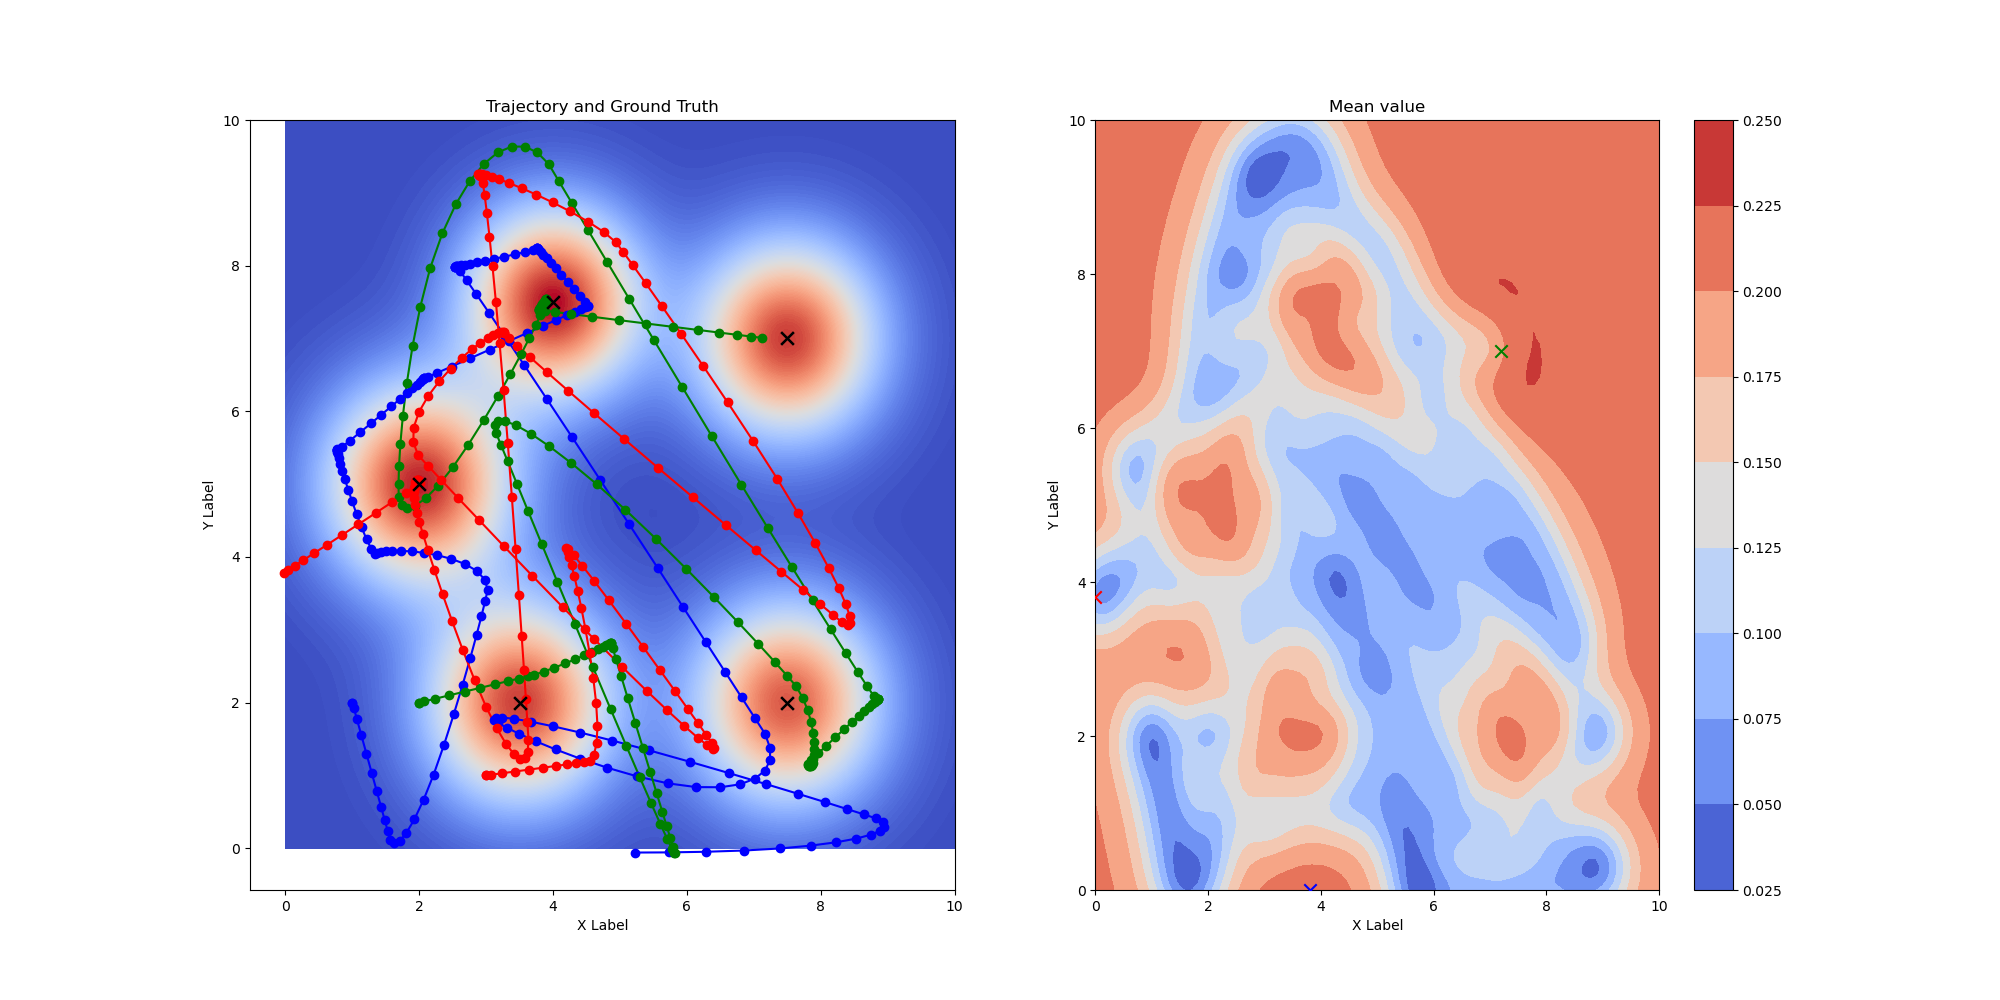 Trajectory and Ground Truth
10
8
6
4
2
0
Y Label
0 2 4 6 8 10
X Label
Mean value
10
8
6
4
2
0
Y Label
0 2 4 6 8 10
X Label
0.250
0.225
0.200
0.175
0.150
0.125
0.100
0.075
0.050
0.025